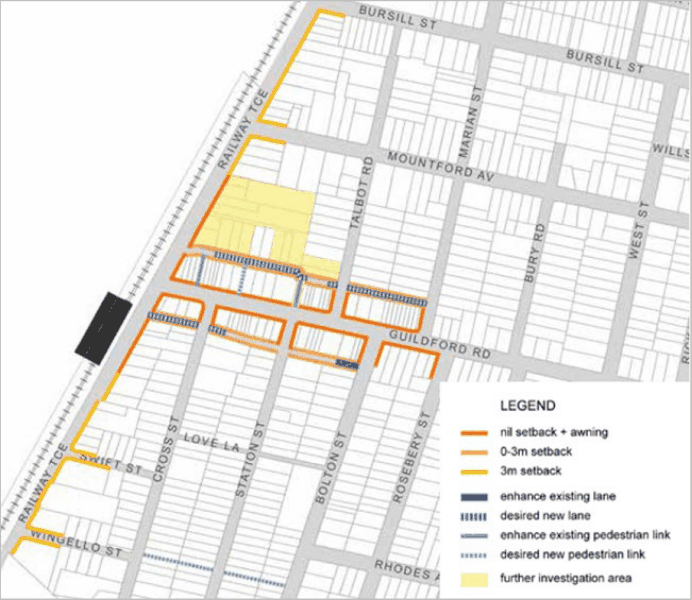 BURSILL ST
BURSILL ST
RAILWAY TCE
MARIAN ST
WILLS
MOUNTFORD AV
TALBOT RD
WEST ST
BURY RD
GUILDFORD RD
LEGEND
nil setback + awning
0-3m setback
3m setback
enhance existing lane
desired new lane
enhance existing pedestrian link
desired new pedestrian link
further investigation area
CROSS ST
LOVE LA
STATION ST
BOLTON ST
ROSEBERY ST
SWIFT ST
RAILWAY TCE
WINGELLO ST
RHODES A